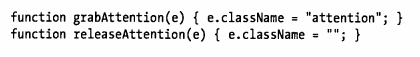 function grabAttention(e) { e.className = "attention"; }
function releaseAttention(e) { e.className = ""; }